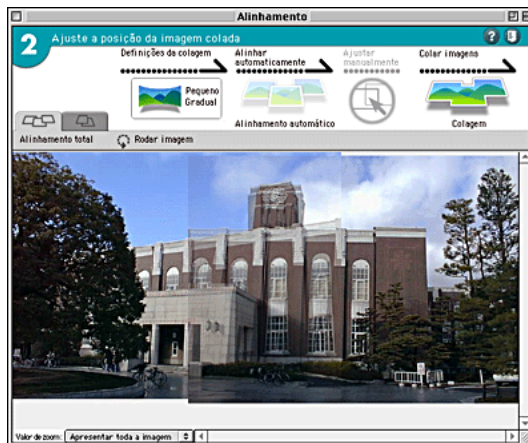 Alinhamento
2 Ajuste a posição da imagem colada
?
Definições da colagem
Alinhar automaticamente
Ajustar manualmente
Colar imagens
Pequeno
Gradual
Alinhamento automático
Colagem
Alinhamento total
Rodar imagem
Valor de zoom: Apresentar toda a imagem